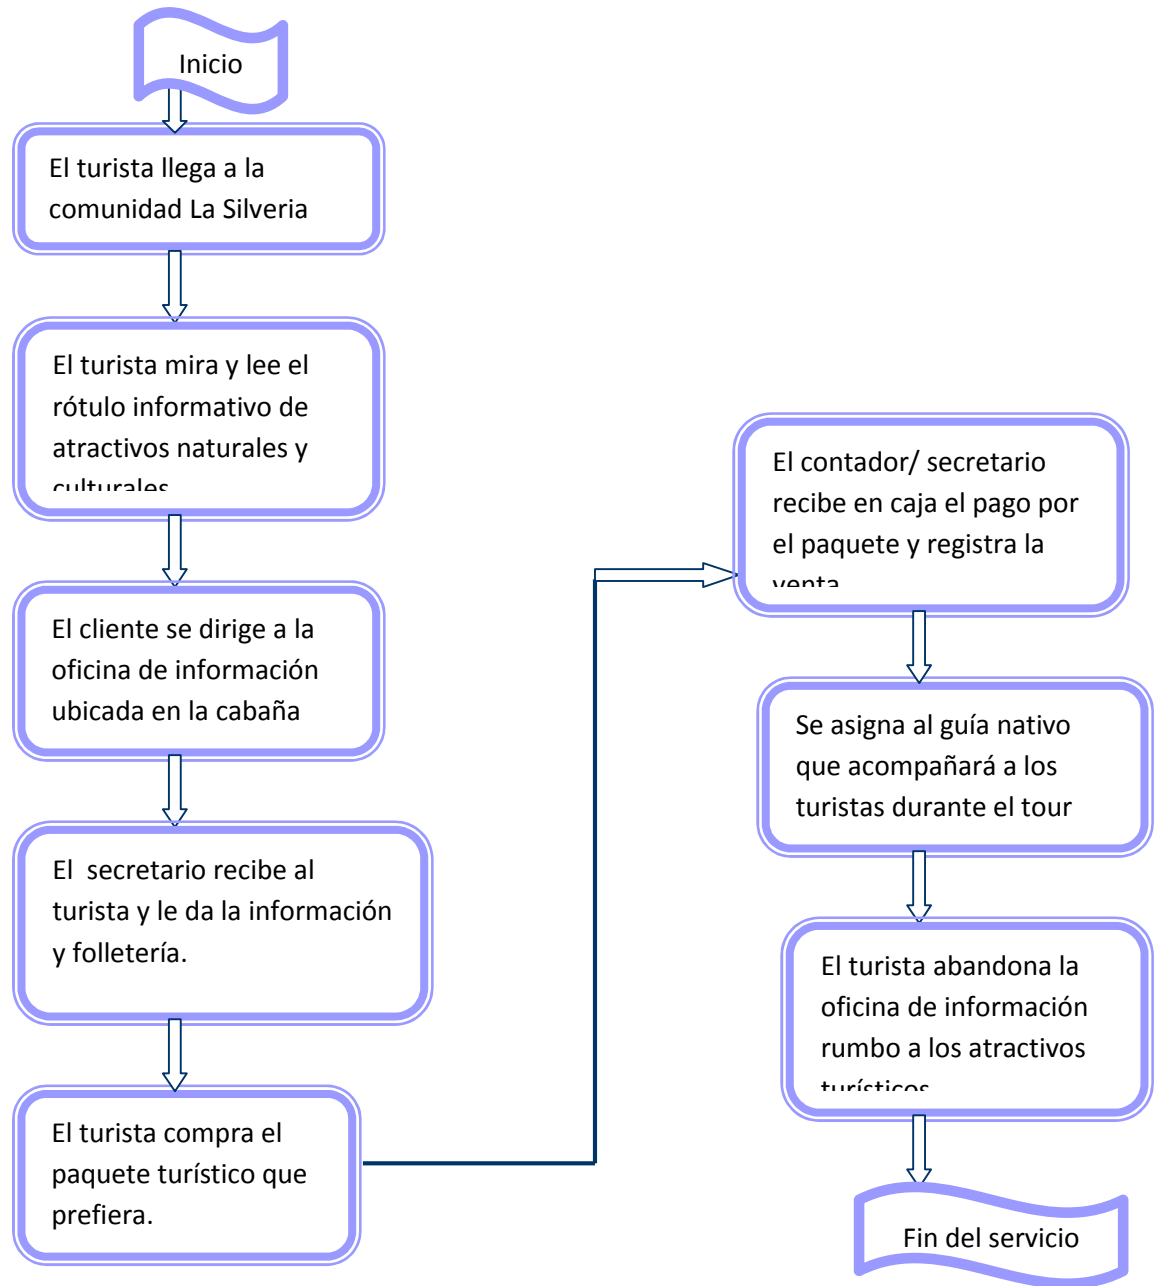 Inicio
El turista llega a la
comunidad La Silveria
El turista mira y lee el
rótulo informativo de
atractivos naturales y
culturales
El cliente se dirige a la
oficina de información
ubicada en la cabaña
El secretario recibe al
turista y le da la información
y folletería.
El turista compra el
paquete turístico que
prefiera.
El contador/ secretario
recibe en caja el pago por
el paquete y registra la
venta
Se asigna al guía nativo
que acompañará a los
turistas durante el tour
El turista abandona la
oficina de información
rumbo a los atractivos
turísticos
Fin del servicio